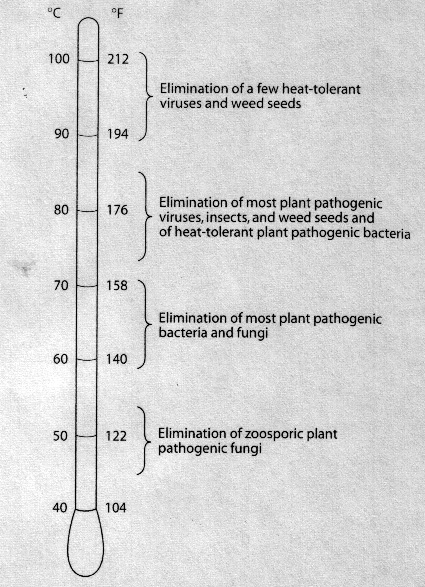 °C °F
100 212
Elimination of a few heat-tolerant
viruses and weed seeds
90 194
Elimination of most plant pathogenic
80 176
viruses, insects, and weed seeds and
of heat-tolerant plant pathogenic bacteria
70 158
Elimination of most plant pathogenic
bacteria and fungi
60 140
50 122
Elimination of zoosporic plant
pathogenic fungi
40 104